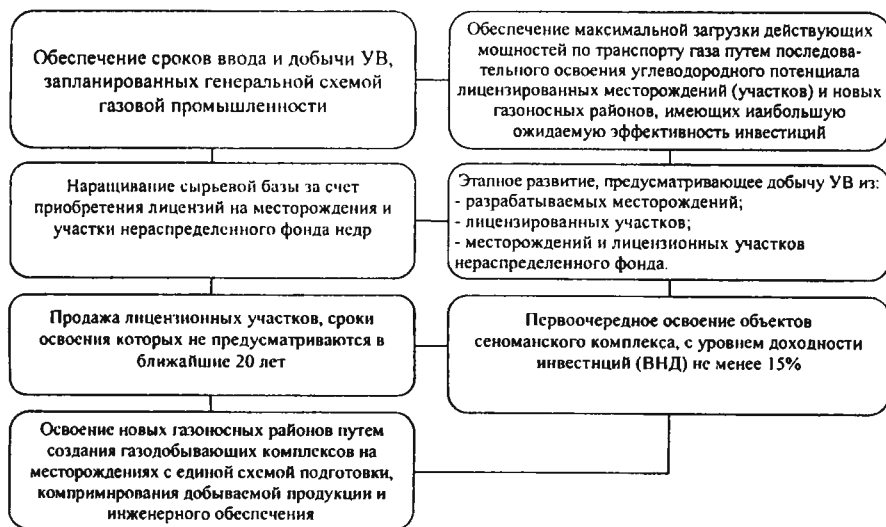 Обеспечение сроков ввода и добычи УВ,
запланированных генеральной схемой
газовой промышленности
Обеспечение максимальной загрузки действующих
мощностей по транспорту газа путем последова-
тельного освоения углеводородного потенциала
лицензированных месторождений (участков) и новых
газоносных районов, имеющих наибольшую
ожидаемую эффективность инвестиций
Наращивание сырьевой базы за счет
приобретения лицензий на месторождения и
участки нераспределенного фонда недр
Этапное развитие, предусматривающее добычу УВ из:
- разрабатываемых месторождений;
- лицензированных участков;
- месторождений и лицензионных участков
нераспределенного фонда.
Продажа лицензионных участков, сроки
освоения которых не предусматриваются в
ближайшие 20 лет
Первоочередное освоение объектов
сеноманского комплекса, с уровнем доходности
инвестиций (ВНД) не менее 15%
Освоение новых газоносных районов путем
создания газодобывающих комплексов на
месторождениях с единой схемой подготовки,
компримирования добываемой продукции и
инженерного обеспечения